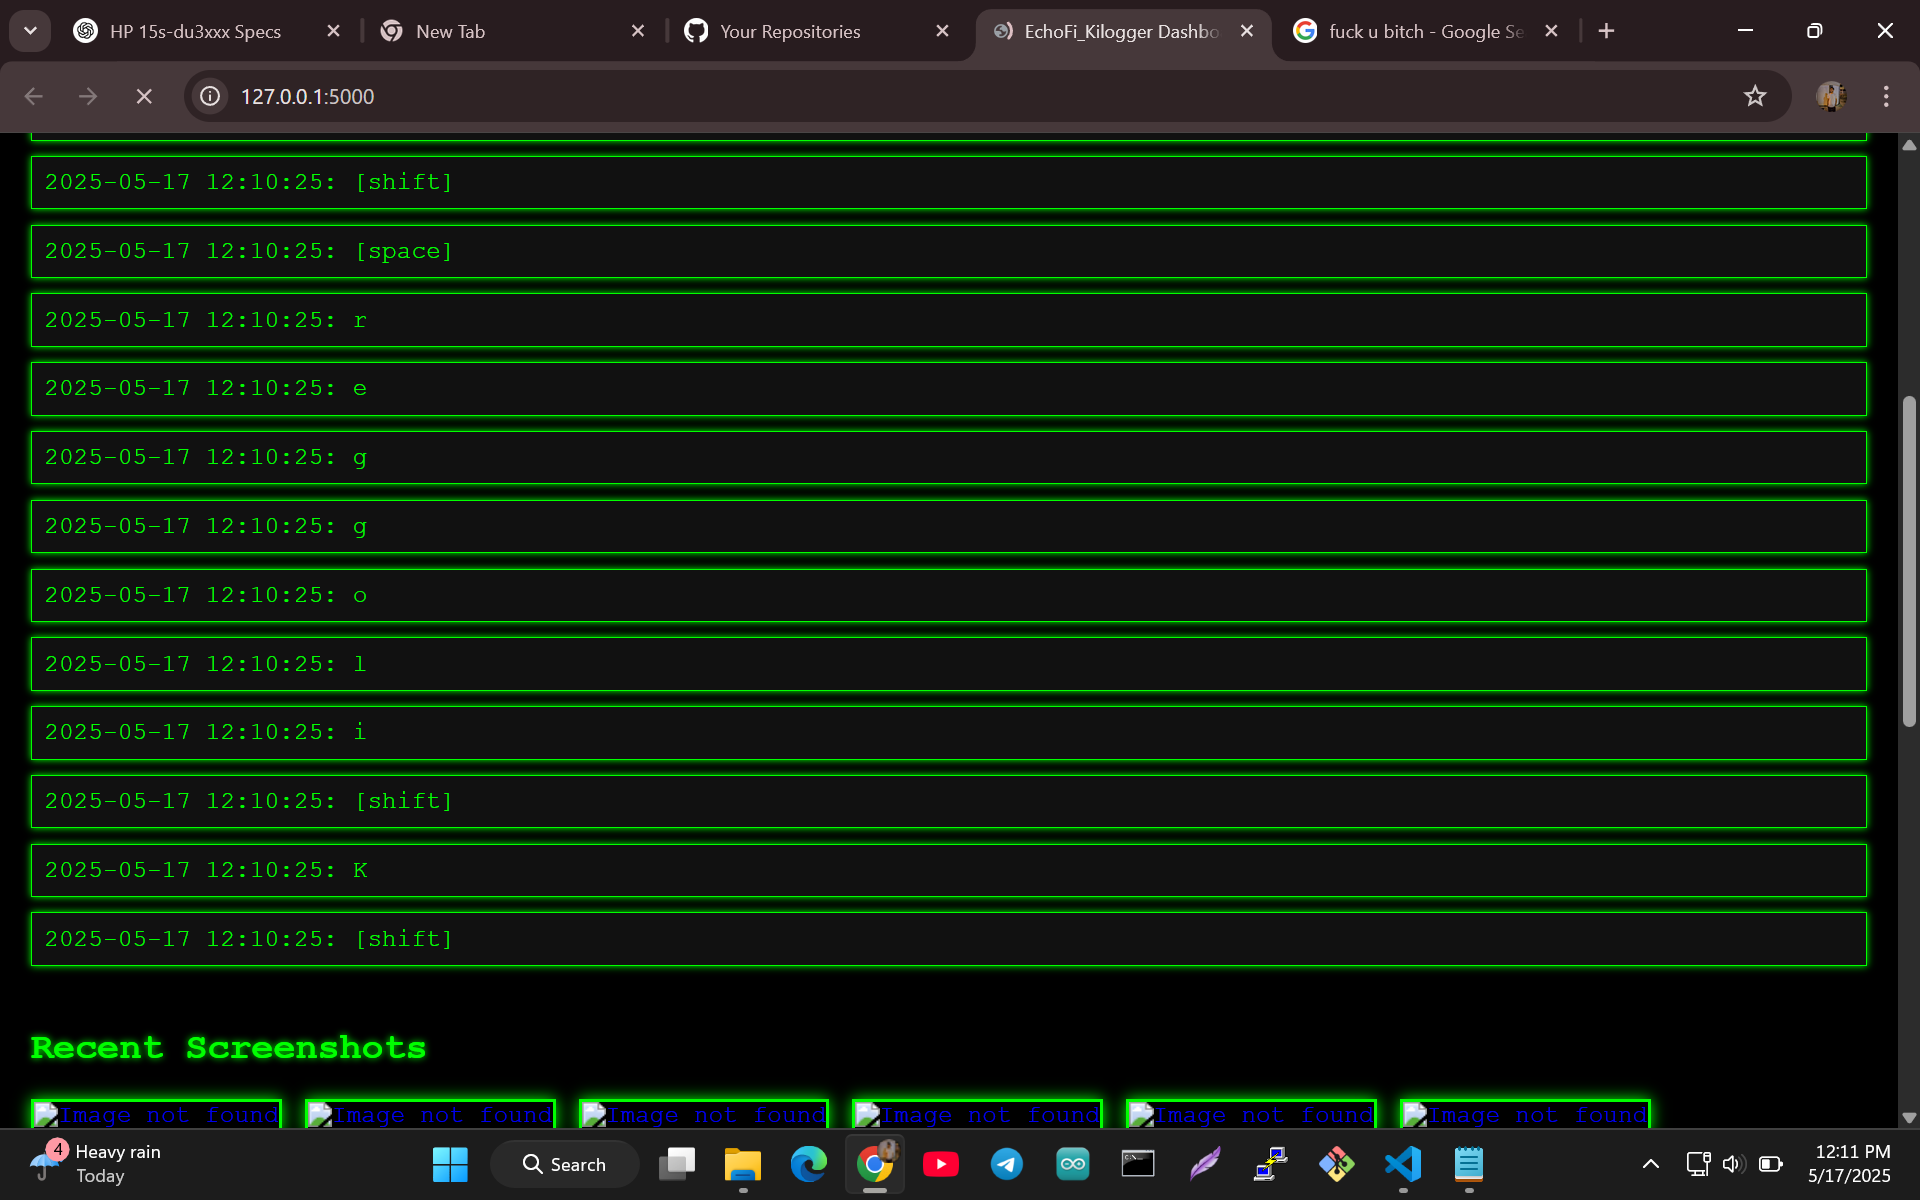 HP 15s-du3xxx Specs
New Tab
Your Repositories
EchoFi_Kilogger Dashbo
fuck u bitch - Google Se
127.0.0.1:5000
2025-05-17 12:10:25: [shift]
2025-05-17 12:10:25: [space]
2025-05-17 12:10:25: r
2025-05-17 12:10:25: e
2025-05-17 12:10:25: g
2025-05-17 12:10:25: g
2025-05-17 12:10:25: o
2025-05-17 12:10:25: l
2025-05-17 12:10:25: i
2025-05-17 12:10:25: [shift]
2025-05-17 12:10:25: K
2025-05-17 12:10:25: [shift]
Recent Screenshots
Image not found
Image not found
Image not found
Image not found
Image not found
Image not found
4
Heavy rain
Today
Search
12:11 PM
5/17/2025